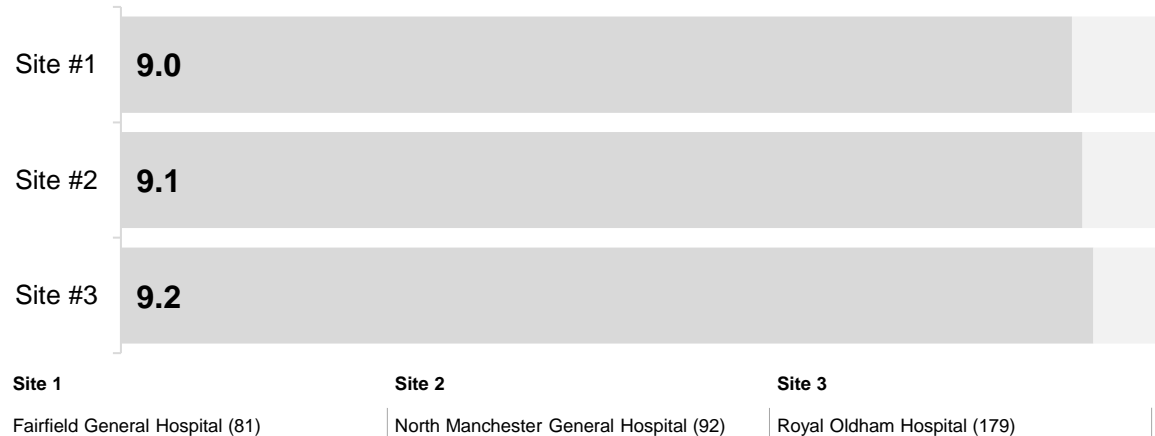 Site #1 9.0
Site #2 9.1
Site #3 9.2
Site 1 Site 2 Site 3
Fairfield General Hospital (81) North Manchester General Hospital (92) Royal Oldham Hospital (179)